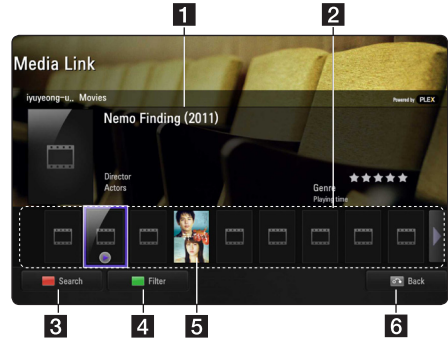 1
2
Media Link
iyuyeong-u.. Movies
Powered by PLEX
Nemo Finding (2011)
Director
Actors
Genre
Playing time
Search
Filter
Back
3
4
5
6